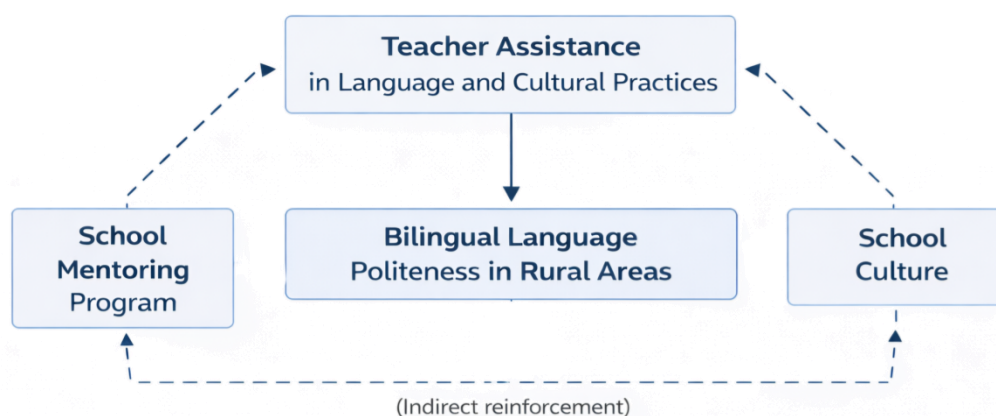 Teacher Assistance
in Language and Cultural Practices
School
Mentoring
Program
Bilingual Language
Politeness in Rural Areas
School
Culture
(Indirect reinforcement)